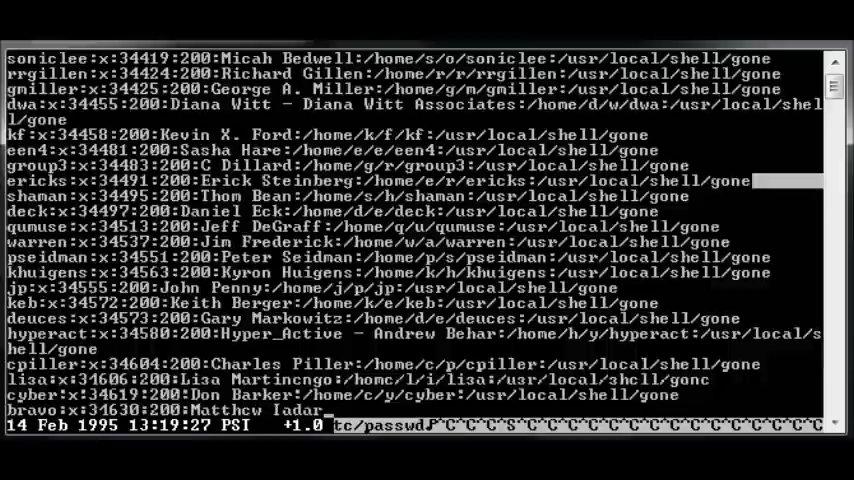 soniclee:x:34419:200:Micah Bedwell:/home/s/o/soniclee:/usr/local/shell/gone
rrgillen:x:34424:200:Richard Gillen:/home/r/r/rrgillen:/usr/local/shell/gone
gmiller:x:34425:200:George A. Miller:/home/g/m/gmiller:/usr/local/shell/gone
dwa:x:34455:200:Diana Witt - Diana Witt Associates:/home/d/w/dwa:/usr/local/shel
l/gone
kf:x:34458:200:Kevin X. Ford:/home/k/f/kf:/usr/local/shell/gone
een4:x:34481:200:Sasha Hare:/home/e/e/een4:/usr/local/shell/gone
group3:x:34483:200:C Dillard:/home/g/r/group3:/usr/local/shell/gone
ericks:x:34491:200:Erick Steinberg:/home/e/r/ericks:/usr/local/shell/gone
shaman:x:34495:200:Thom Bean:/home/s/h/shaman:/usr/local/shell/gone
deck:x:34497:200:Daniel Eck:/home/d/e/deck:/usr/local/shell/gone
qumuse:x:34513:200:Jeff DeGraff:/home/q/u/qumuse:/usr/local/shell/gone
warren:x:34537:200:Jim Frederick:/home/w/a/warren:/usr/local/shell/gone
pseidman:x:34551:200:Peter Seidman:/home/p/s/pseidman:/usr/local/shell/gone
khuigens:x:34563:200:Kyron Huigens:/home/k/h/khuigens:/usr/local/shell/gone
jp:x:34555:200:John Penny:/home/j/p/jp:/usr/local/shell/gone
keb:x:34572:200:Keith Berger:/home/k/e/keb:/usr/local/shell/gone
deuces:x:34573:200:Gary Markowitz:/home/d/e/deuces:/usr/local/shell/gone
hyperact:x:34580:200:Hyper_Active - Andrew Behar:/home/h/y/hyperact:/usr/local/s
hell/gone
cpiller:x:34604:200:Charles Piller:/home/c/p/cpiller:/usr/local/shell/gone
lisa:x:34606:200:Lisa :/home/l/i/lisa:/usr/local/shell/gone
cyber:x:34619:200:Don Barker:/home/c/y/cyber:/usr/local/shell/gone
bravo:x:34630:200:Matthew
14 Feb 1995 13:19:27 PST +1.0 tc/passwd♪^C^C^C^S^C^C^C^C^C^C^C^C^C^C^C^C^C^C^C